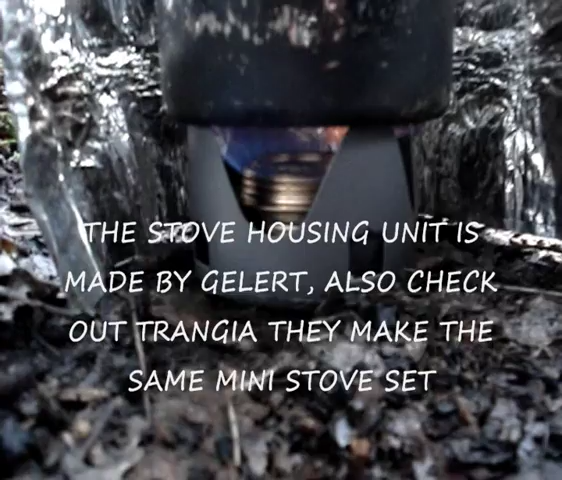 THE STOVE HOUSING UNIT IS
MADE BY GELERT, ALSO CHECK
OUT TRANGIA THEY MAKE THE
SAME MINI STOVE SET